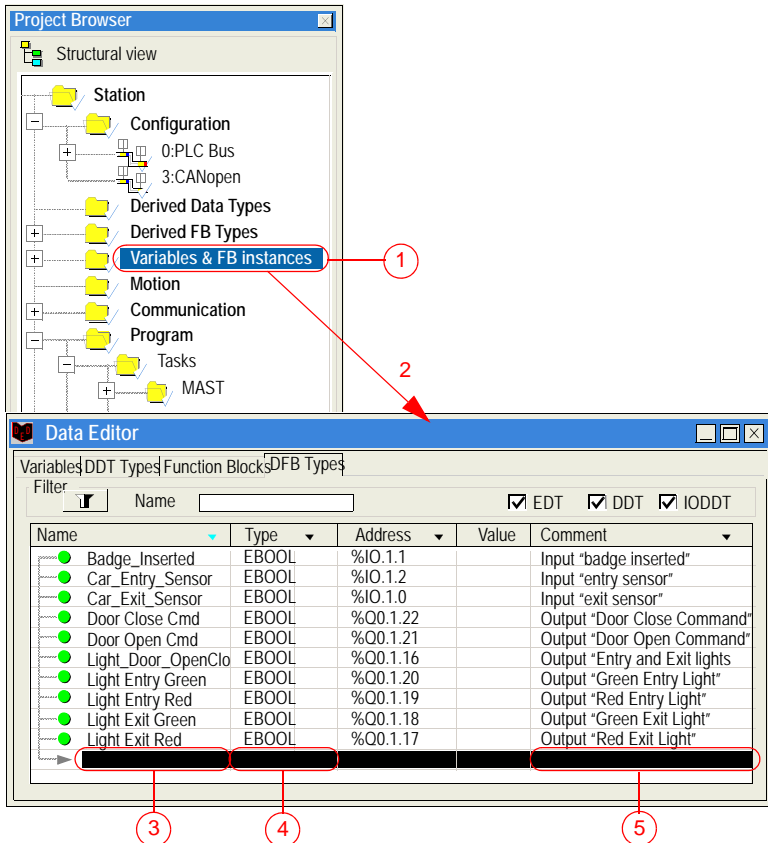 Project Browser
Structural view
Station
Configuration
0:PLC Bus
3:CANopen
Derived Data Types
Derived FB Types
Variables & FB instances
1
Motion
Communication
Program
Tasks
MAST
2
Data Editor
Variables DDT Types Function Blocks DFB Types
Filter
Name
EDT DDT IODDT
Name Type Address Value Comment
Badge_Inserted EBOOL %IO.1.1 Input “badge inserted”
Car_Entry_Sensor EBOOL %IO.1.2 Input “entry sensor”
Car_Exit_Sensor EBOOL %IO.1.0 Input “exit sensor”
Door Close Cmd EBOOL %Q0.1.22 Output “Door Close Command”
Door Open Cmd EBOOL %Q0.1.21 Output “Door Open Command”
Light_Door_OpenClo EBOOL %Q0.1.16 Output “Entry and Exit lights
Light Entry Green EBOOL %Q0.1.20 Output “Green Entry Light”
Light Entry Red EBOOL %Q0.1.19 Output “Red Entry Light”
Light Exit Green EBOOL %Q0.1.18 Output “Green Exit Light”
Light Exit Red EBOOL %Q0.1.17 Output “Red Exit Light”
3 4 5